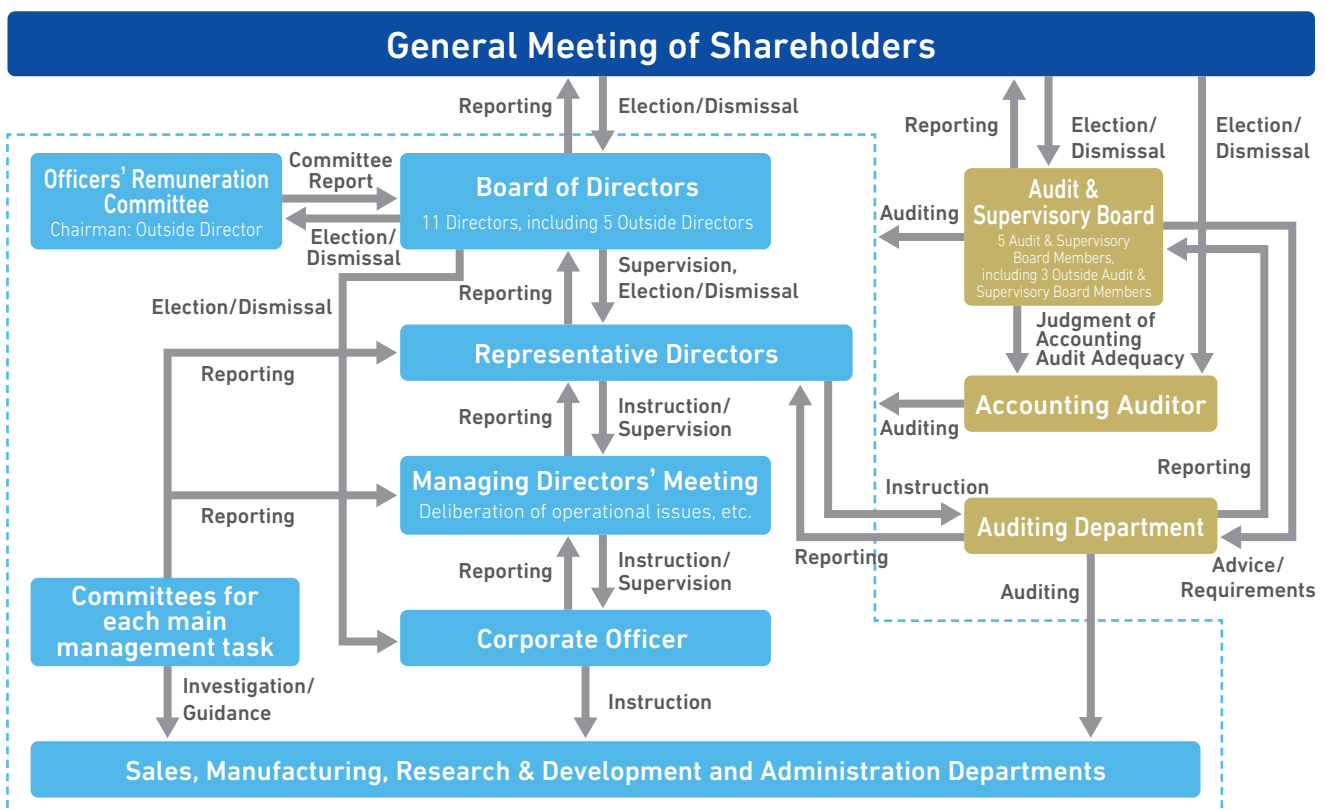 General Meeting of Shareholders
Reporting
Election/Dismissal
Reporting
Election/
Dismissal
Election/
Dismissal
Officers' Remuneration
Committee
Chairman: Outside Director
Committee
Report
Election/
Dismissal
Board of Directors
11 Directors, including 5 Outside Directors
Auditing
Audit &
Supervisory Board
5 Audit & Supervisory
Board Members,
including 3 Outside Audit &
Supervisory Board Members
Election/Dismissal
Reporting
Supervision,
Election/Dismissal
Judgment of
Accounting
Audit Adequacy
Reporting
Representative Directors
Accounting Auditor
Auditing
Reporting
Instruction/
Supervision
Reporting
Managing Directors' Meeting
Deliberation of operational issues, etc.
Reporting
Instruction
Auditing Department
Reporting
Advice/
Requirements
Reporting
Instruction/
Supervision
Auditing
Committees for
each main
management task
Corporate Officer
Investigation/
Guidance
Instruction
Sales, Manufacturing, Research & Development and Administration Departments